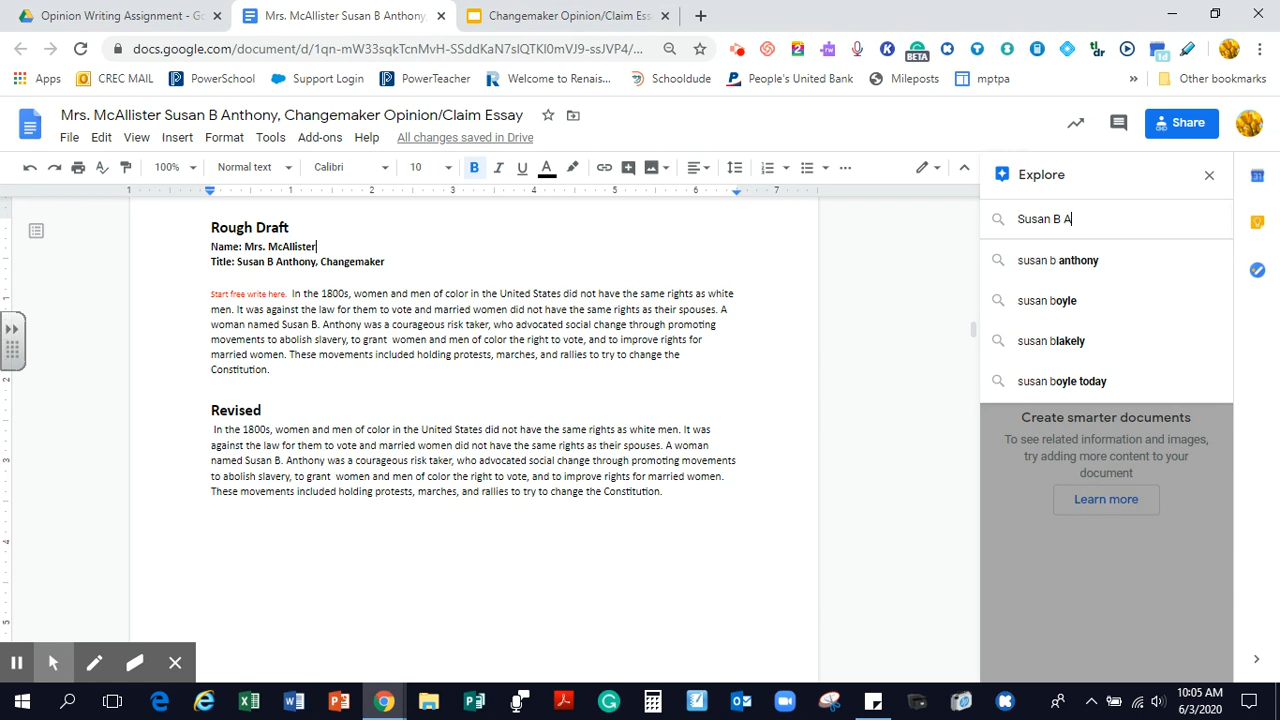 Opinion Writing Assignment - Go
Mrs. McAllister Susan B Anthony,
Changemaker Opinion/Claim Ess
docs.google.com/document/d/1qn-mW33sqkTcnMvH-SSddKaN7slQTKl0mVJ9-ssJVP4/...
BETA
tl;dr
Apps
CREC MAIL
PowerSchool
Support Login
PowerTeacher
Welcome to Renais...
Schooldude
People's United Bank
Mileposts
mptpa
»
Other bookmarks
Mrs. McAllister Susan B Anthony, Changemaker Opinion/Claim Essay
File Edit View Insert Format Tools Add-ons Help All changes saved in Drive
Share
100% Normal text Calibri 10 B I U A
1 1 2 3 4 5 6 7
Explore
Susan B A
susan b anthony
susan boyle
susan blakely
susan boyle today
Create smarter documents
To see related information and images,
try adding more content to your
document
Learn more
Rough Draft
Name: Mrs. McAllister
Title: Susan B Anthony, Changemaker
Start free write here. In the 1800s, women and men of color in the United States did not have the same rights as white
men. It was against the law for them to vote and married women did not have the same rights as their spouses. A
woman named Susan B. Anthony was a courageous risk taker, who advocated social change through promoting
movements to abolish slavery, to grant women and men of color the right to vote, and to improve rights for
married women. These movements included holding protests, marches, and rallies to try to change the
Constitution.
Revised
In the 1800s, women and men of color in the United States did not have the same rights as white men. It was
against the law for them to vote and married women did not have the same rights as their spouses. A woman
named Susan B. Anthony was a courageous risk taker, who advocated social change through promoting movements
to abolish slavery, to grant women and men of color the right to vote, and to improve rights for married women.
These movements included holding protests, marches, and rallies to try to change the Constitution.
10:05 AM
6/3/2020